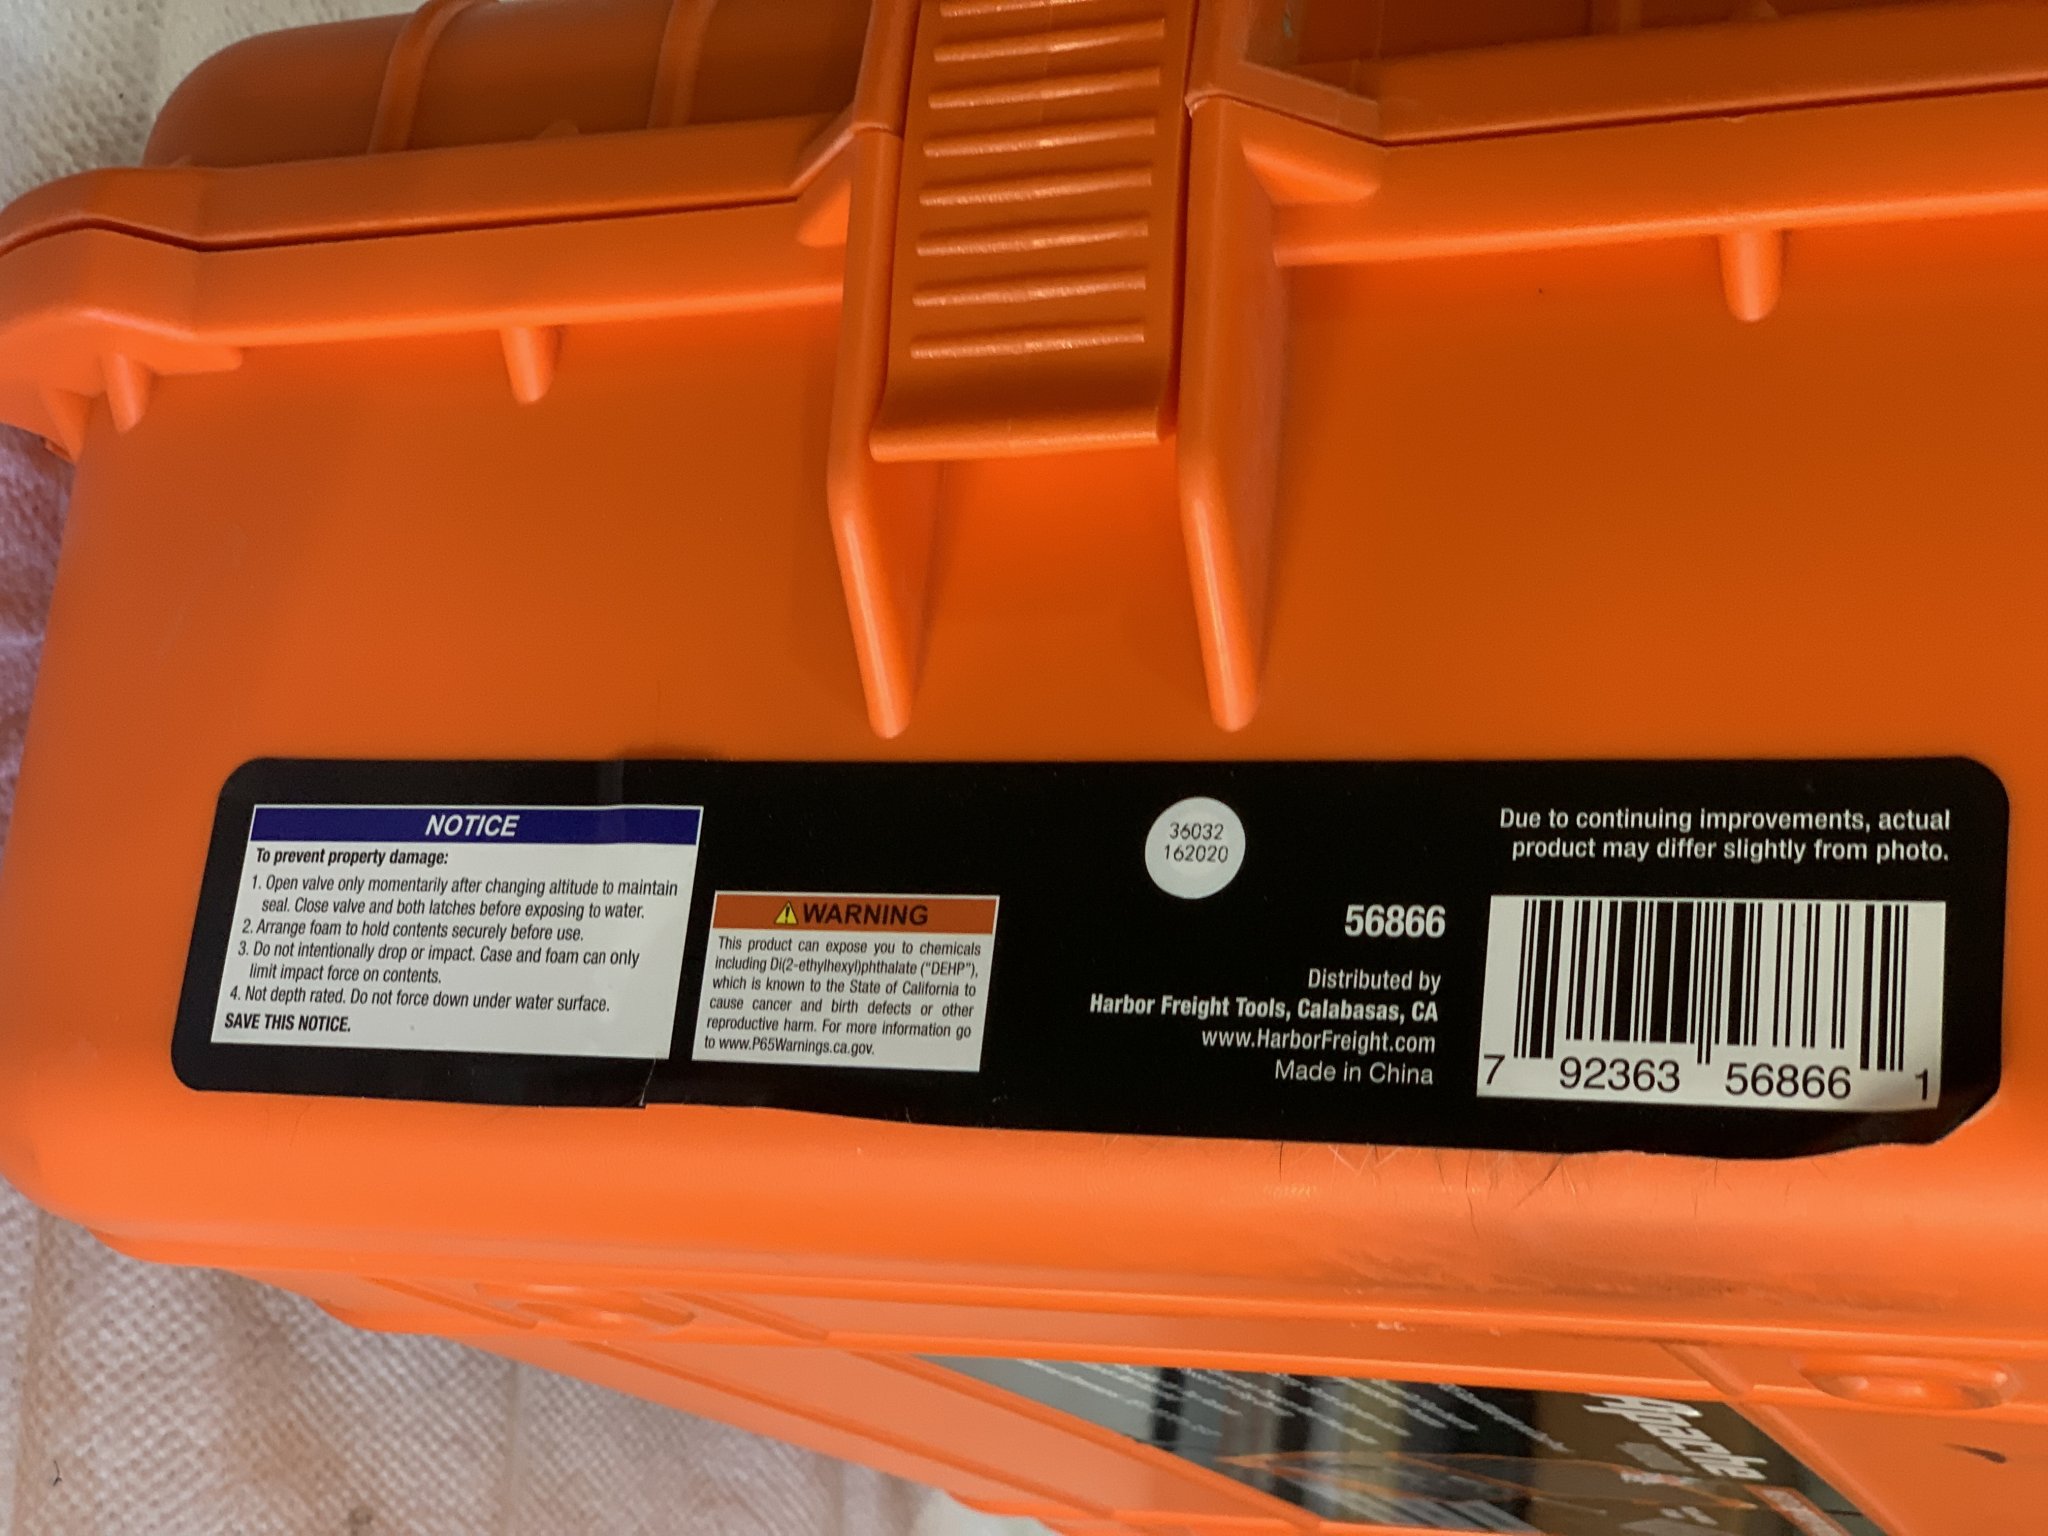 NOTICE
To prevent property damage:
1. Open valve only momentarily after changing altitude to maintain
seal. Close valve and both latches before exposing to water.
2. Arrange foam to hold contents securely before use.
3. Do not intentionally drop or impact. Case and foam can only
limit impact force on contents.
4. Not depth rated. Do not force down under water surface.
SAVE THIS NOTICE.
WARNING
This product can expose you to chemicals
including Di(2-ethylhexyl)phthalate ("DEHP"),
which is known to the State of California to
cause cancer and birth defects or other
reproductive harm. For more information go
to www.P65Warnings.ca.gov.
36032
162020
56866
Distributed by
Harbor Freight Tools, Calabasas, CA
www.HarborFreight.com
Made in China
Due to continuing improvements, actual
product may differ slightly from photo.
7 92363 56866 1
Apache